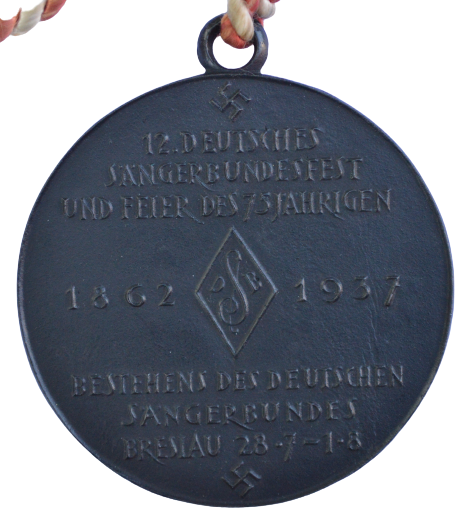 12. DEUTSCHES
SÄNGERBUNDESFEST
UND FEIER DES 75 JÄHRIGEN
1862 DSB 1937
BESTEHENS DES DEUTSCHEN
SÄNGERBUNDES
BRESLAU 28-7-1-8